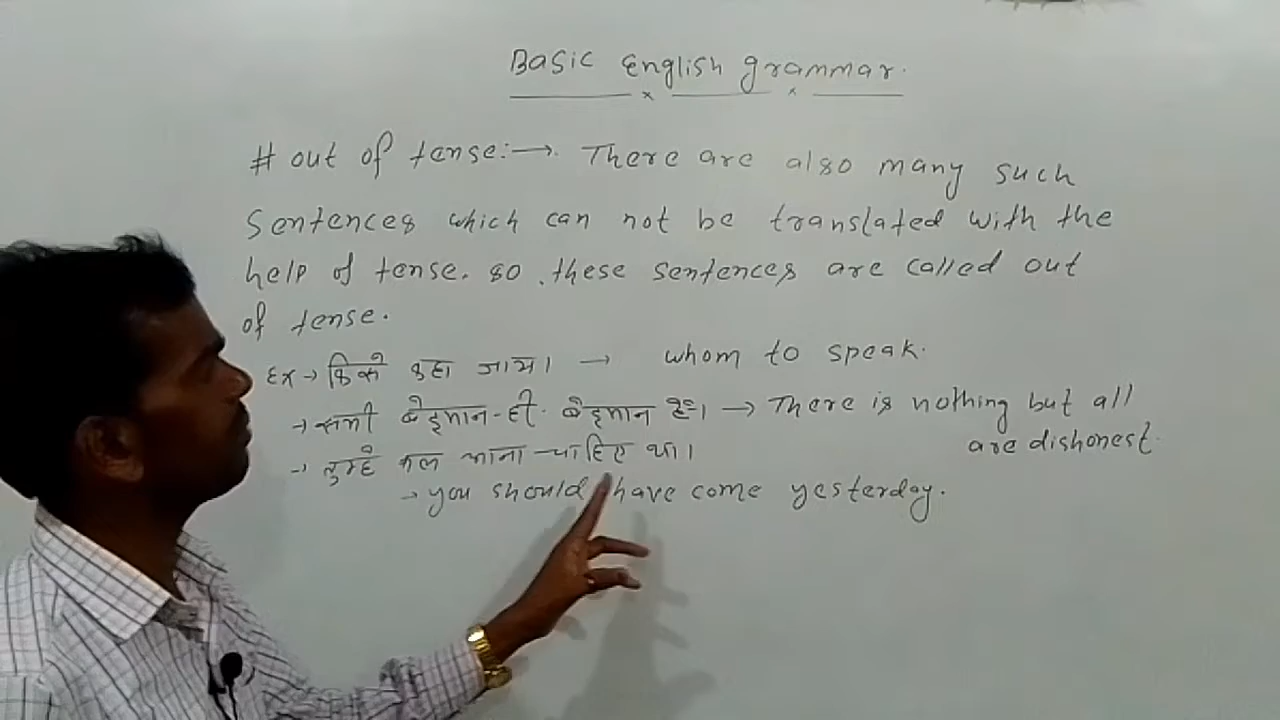 Basic English grammar.
# out of tense:→. There are also many such
sentences which can not be translated with the
help of tense. so .these sentences are called out
of tense.
Ex → किसे कहा जाय। → whom to speak.
→ सभी बेइमान-ही बेइमान हैं। → There is nothing but all
are dishonest.
→ तुम्हे कल आना चाहिए था।
→ you should have come yesterday.